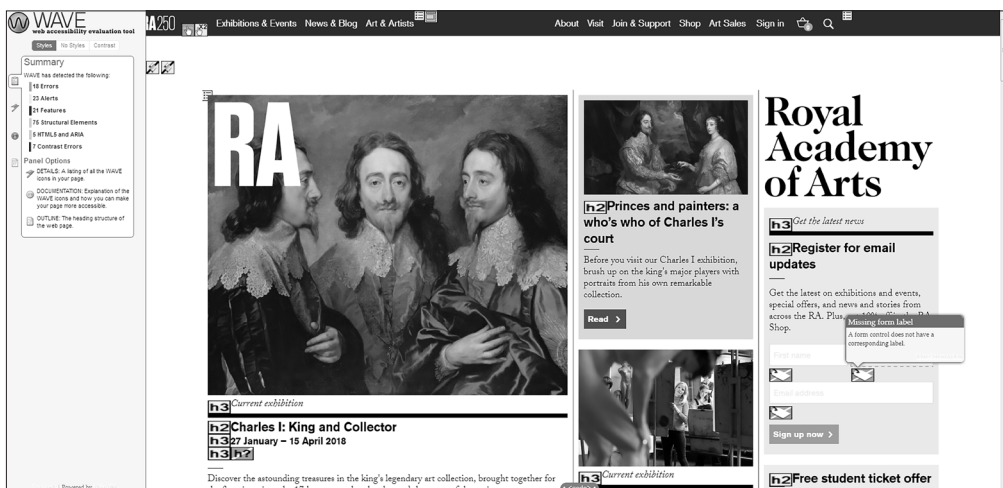 WAVE
web accessibility evaluation tool
Styles No Styles Contrast
Summary
WAVE has detected the following:
18 Errors
23 Alerts
21 Features
75 Structural Elements
5 HTML5 and ARIA
7 Contrast Errors
Panel Options
DETAILS: A listing of all the WAVE
icons in your page.
DOCUMENTATION: Explanation of the
WAVE icons and how you can make
your page more accessible.
OUTLINE: The heading structure of
the web page.
Powered by
RA250 Exhibitions & Events News & Blog Art & Artists About Visit Join & Support Shop Art Sales Sign in
RA
h3 Current exhibition
h2 Charles I: King and Collector
h3 27 January – 15 April 2018
h3 h?
Discover the astounding treasures in the king's legendary art collection, brought together for
h2 Princes and painters: a
who's who of Charles I's
court
Before you visit our Charles I exhibition,
brush up on the king's major players with
portraits from his own remarkable
collection.
Read >
h3 Current exhibition
Royal
Academy
of Arts
h3 Get the latest news
h2 Register for email
updates
Get the latest on exhibitions and events,
special offers, and news and stories from
across the RA. Plus,
Shop.
Missing form label
A form control does not have a
corresponding label.
First name
Email address
Sign up now >
h2 Free student ticket offer